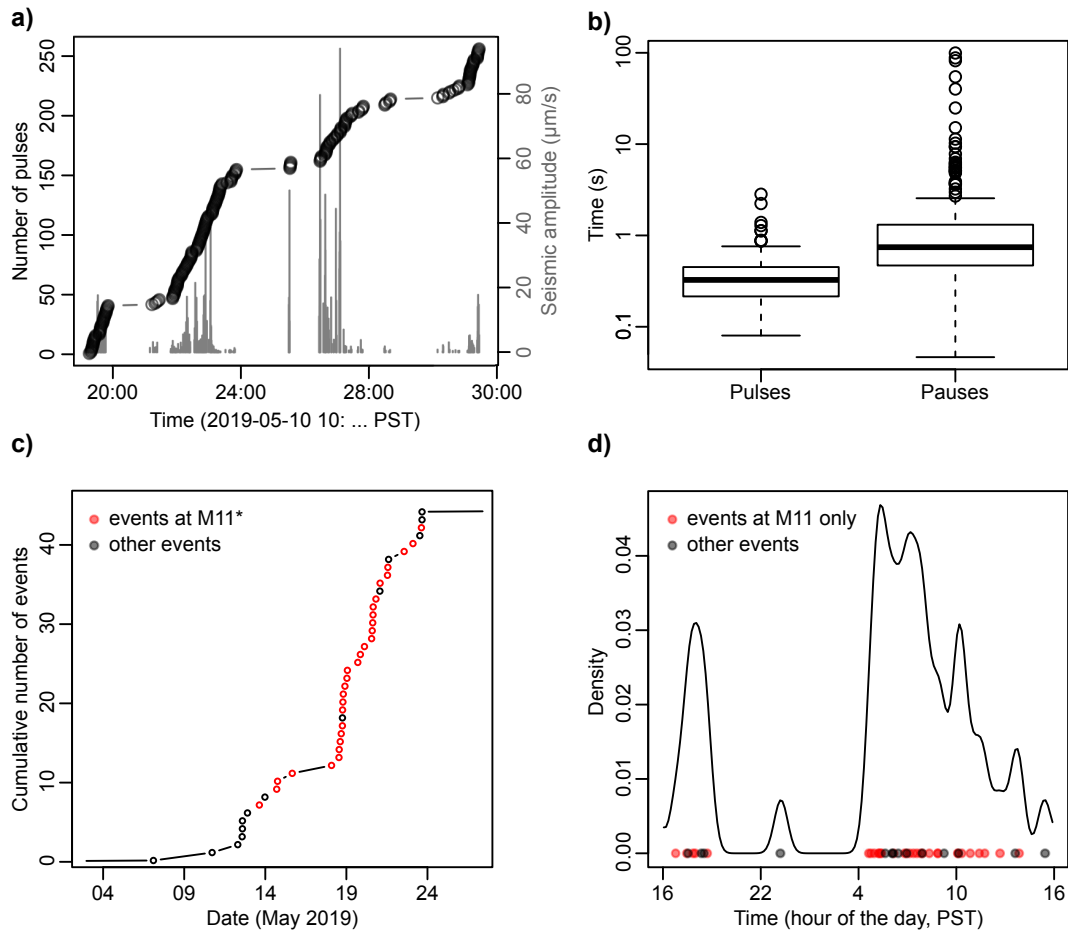 a)
250
200
150
100
50
0
Number of pulses
80
60
40
20
0
Seismic amplitude (µm/s)
20:00 24:00 26:00 28:00 30:00
Time (2019-05-10 10: ... PST)
b)
100
10
1
0.1
Time (s)
Pulses Pauses
c)
events at M11*
other events
40
30
20
10
0
Cumulative number of events
04 09 14 19 24
Date (May 2019)
d)
events at M11 only
other events
0.04
0.03
0.02
0.01
0.00
Density
16 22 4 10 16
Time (hour of the day, PST)